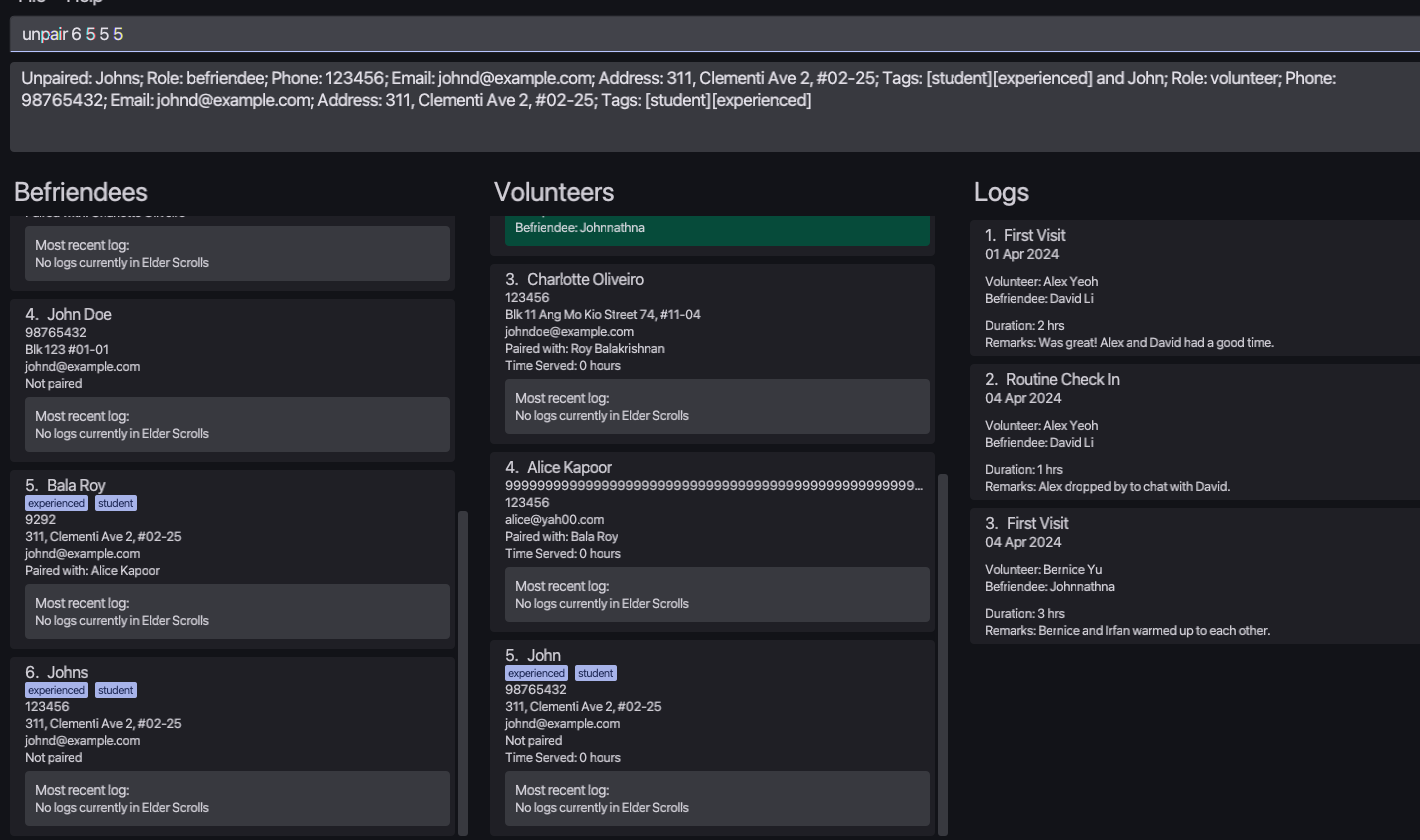 File Help
unpair 6 5 5 5
Unpaired: Johns; Role: befriendee; Phone: 123456; Email: johnd@example.com; Address: 311, Clementi Ave 2, #02-25; Tags: [student][experienced] and John; Role: volunteer; Phone:
98765432; Email: johnd@example.com; Address: 311, Clementi Ave 2, #02-25; Tags: [student][experienced]
Befriendees
Paired with: Charlotte Oliveiro
Most recent log:
No logs currently in Elder Scrolls
4. John Doe
98765432
Blk 123 #01-01
johnd@example.com
Not paired
Most recent log:
No logs currently in Elder Scrolls
5. Bala Roy
experienced student
9292
311, Clementi Ave 2, #02-25
johnd@example.com
Paired with: Alice Kapoor
Most recent log:
No logs currently in Elder Scrolls
6. Johns
experienced student
123456
311, Clementi Ave 2, #02-25
johnd@example.com
Not paired
Most recent log:
No logs currently in Elder Scrolls
Volunteers
Befriendee: Johnnathna
3. Charlotte Oliveiro
123456
Blk 11 Ang Mo Kio Street 74, #11-04
johndoe@example.com
Paired with: Roy Balakrishnan
Time Served: 0 hours
Most recent log:
No logs currently in Elder Scrolls
4. Alice Kapoor
99999999999999999999999999999999999999999999999999999999...
123456
alice@yah00.com
Paired with: Bala Roy
Time Served: 0 hours
Most recent log:
No logs currently in Elder Scrolls
5. John
experienced student
98765432
311, Clementi Ave 2, #02-25
johnd@example.com
Not paired
Time Served: 0 hours
Most recent log:
No logs currently in Elder Scrolls
Logs
1. First Visit
01 Apr 2024
Volunteer: Alex Yeoh
Befriendee: David Li
Duration: 2 hrs
Remarks: Was great! Alex and David had a good time.
2. Routine Check In
04 Apr 2024
Volunteer: Alex Yeoh
Befriendee: David Li
Duration: 1 hrs
Remarks: Alex dropped by to chat with David.
3. First Visit
04 Apr 2024
Volunteer: Bernice Yu
Befriendee: Johnnathna
Duration: 3 hrs
Remarks: Bernice and Irfan warmed up to each other.